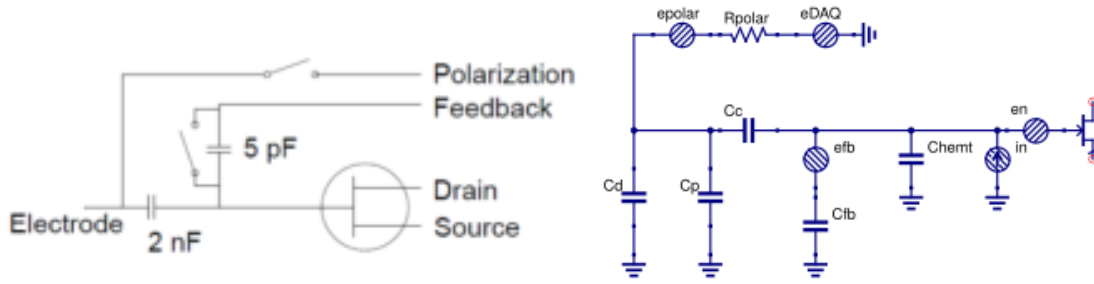 Polarization
Feedback
5 pF
Drain
Source
Electrode
2 nF
epolar
Rpolar
eDAQ
Cc
en
efb
Chemt
in
Cd
Cp
Cfb